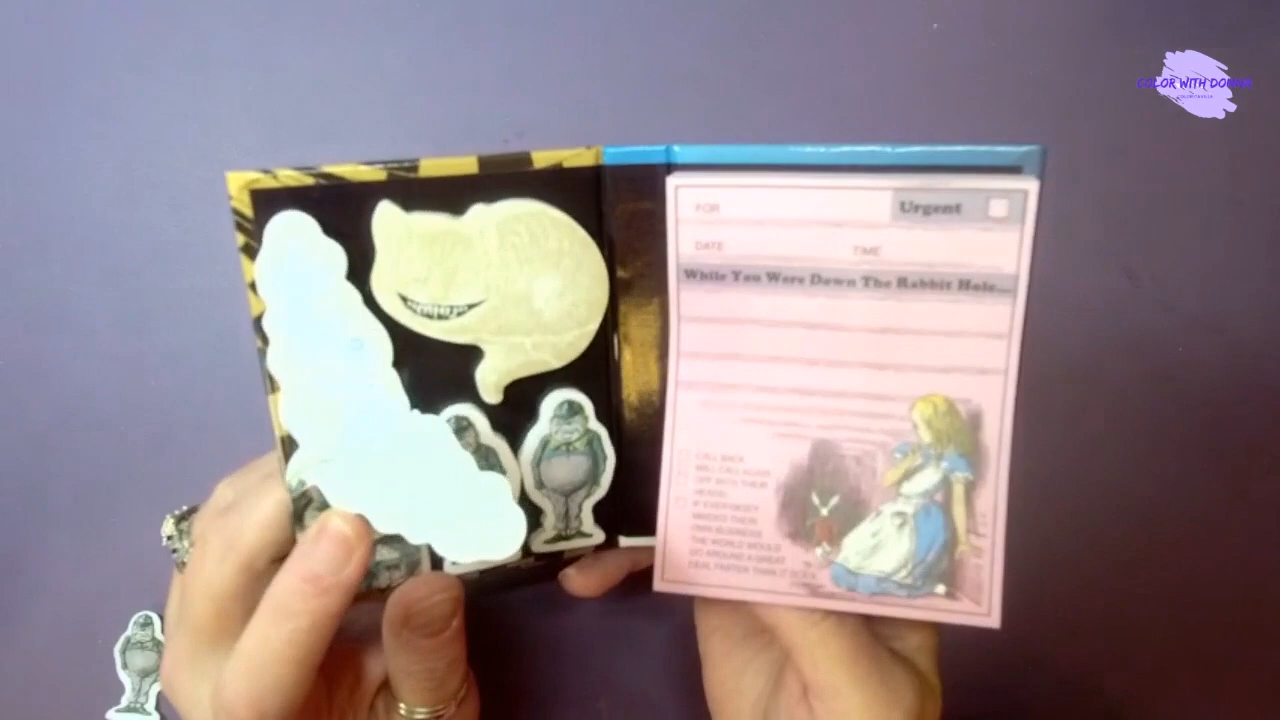 COLOR WITH DONNA
FOR
Urgent
DATE
TIME
While You Were Down The Rabbit Hole...
CALL BACK
WILL CALL AGAIN
OFF WITH THEIR
HEADS!
IF EVERYBODY
MINDED THEIR
OWN BUSINESS
THE WORLD WOULD
GO AROUND A GREAT
DEAL FASTER THAN IT DOES